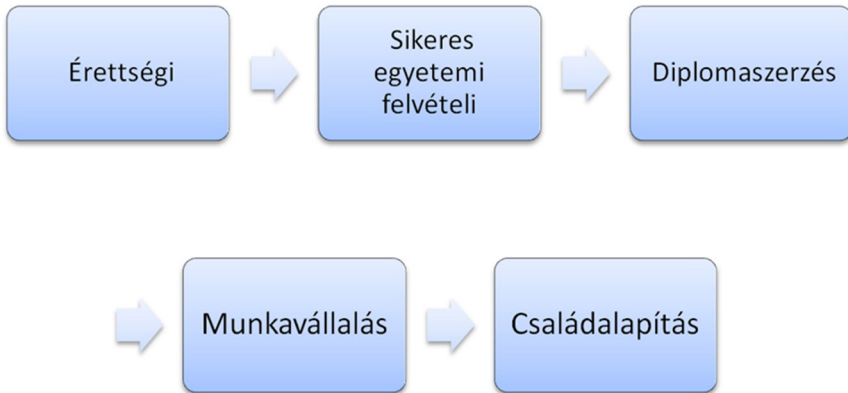 Érettségi
Sikeres
egyetemi
felvételi
Diplomaszerzés
Munkavállalás
Családalapítás